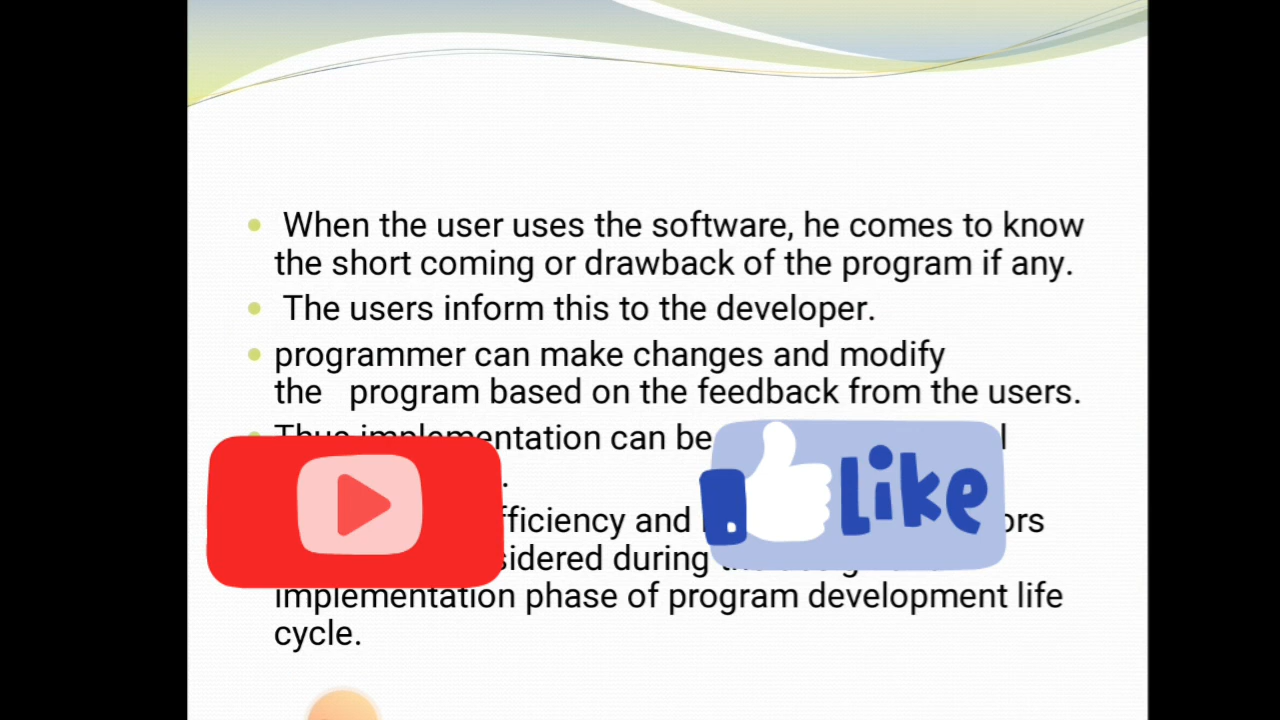 When the user uses the software, he comes to know
the short coming or drawback of the program if any.
The users inform this to the developer.
programmer can make changes and modify
the program based on the feedback from the users.
Thus implementation can be
.
and
during
implementation phase of program development life
cycle.
Like